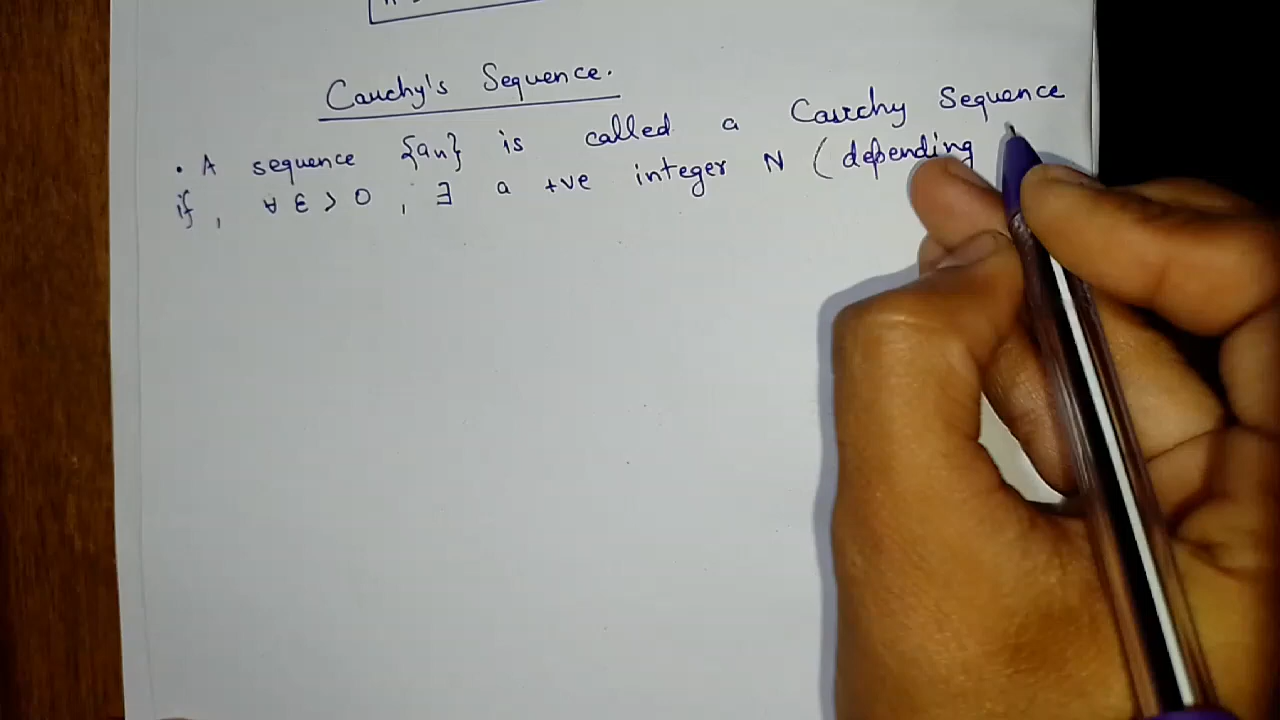 Cauchy's Sequence.
• A sequence {aₙ} is called a Cauchy Sequence
if, ∀ ε > 0 ; ∃ a +ve integer N (depending